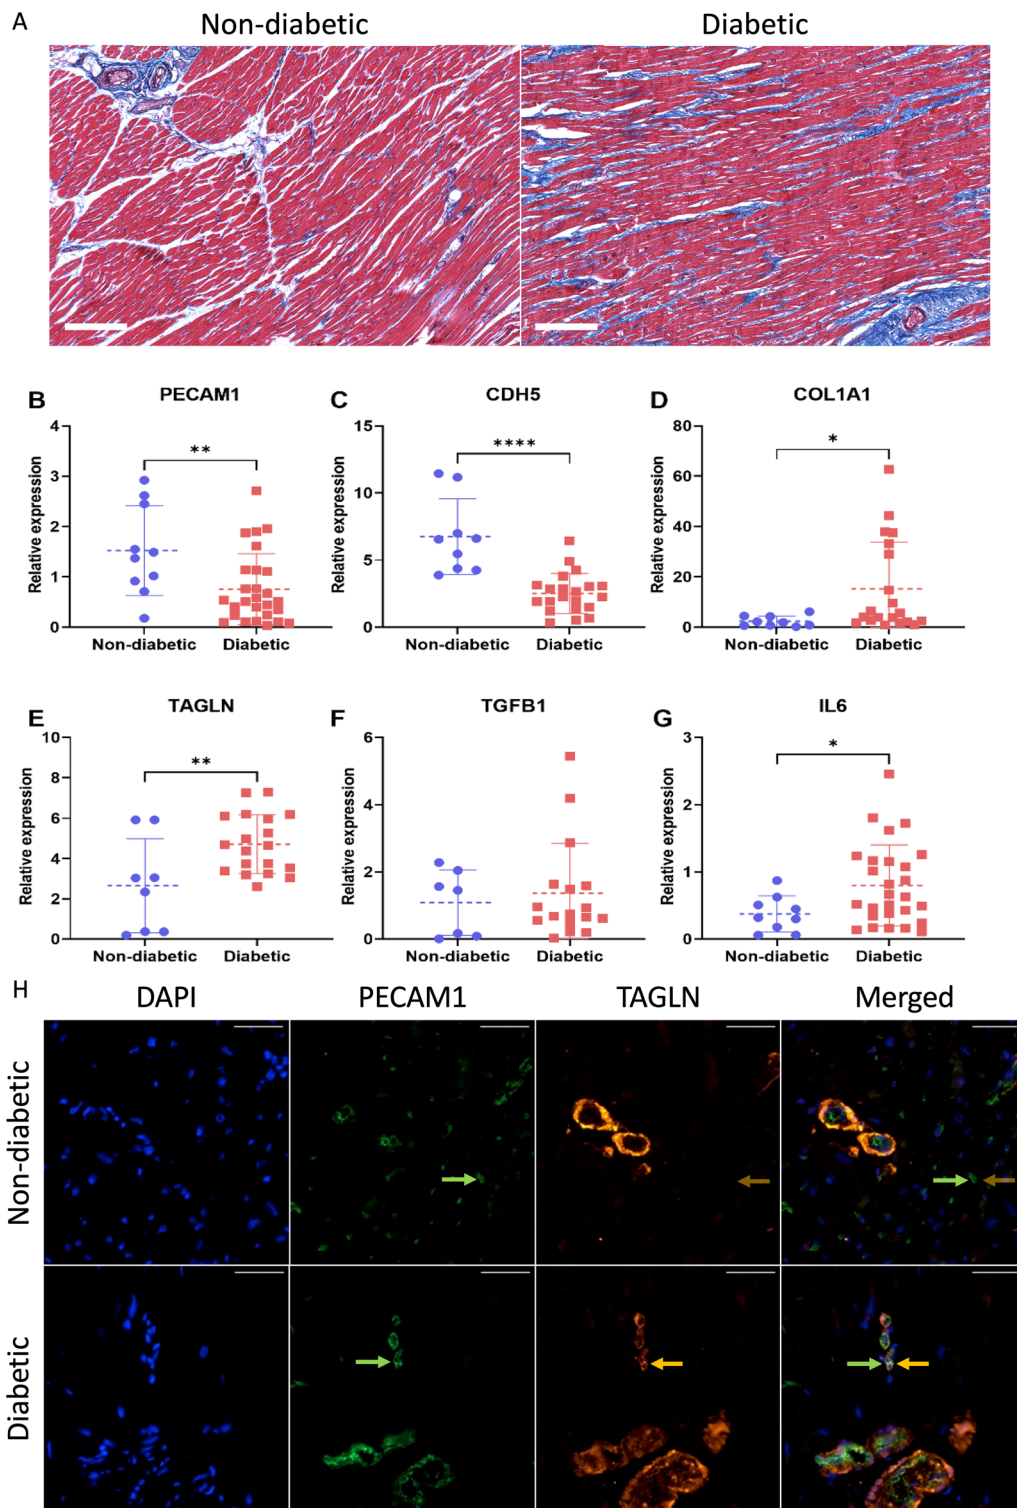 A
Non-diabetic Diabetic
B PECAM1 C CDH5 D COL1A1
Relative expression
4
3
2
1
0
**
Non-diabetic Diabetic
Relative expression
15
10
5
0
****
Non-diabetic Diabetic
Relative expression
80
60
40
20
0
*
Non-diabetic Diabetic
E TAGLN F TGFB1 G IL6
Relative expression
10
8
6
4
2
0
**
Non-diabetic Diabetic
Relative expression
6
4
2
0
Non-diabetic Diabetic
Relative expression
3
2
1
0
*
Non-diabetic Diabetic
H
DAPI PECAM1 TAGLN Merged
Non-diabetic
Diabetic